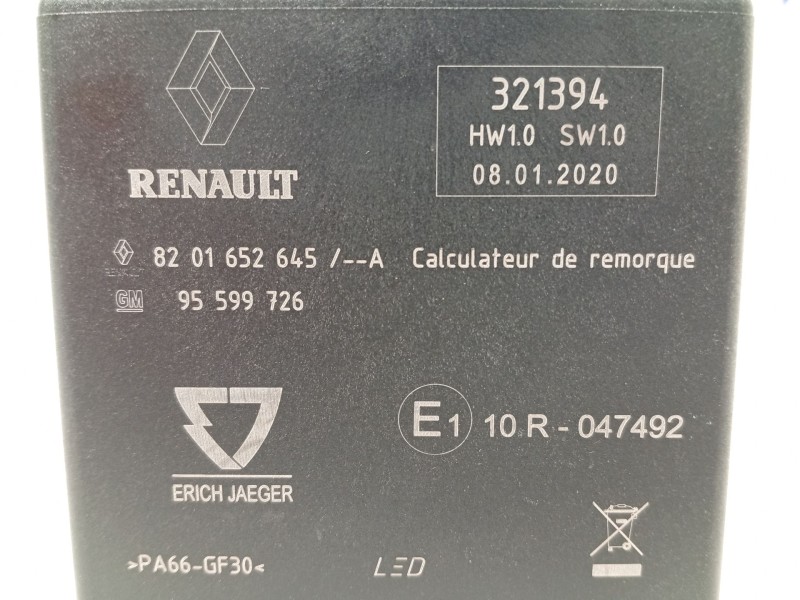 321394
HW1.0 SW1.0
08.01.2020
RENAULT
RENAULT 82 01 652 645 /--A Calculateur de remorque
GM 95 599 726
E1 10 R - 047492
ERICH JAEGER
>PA66-GF30< LED